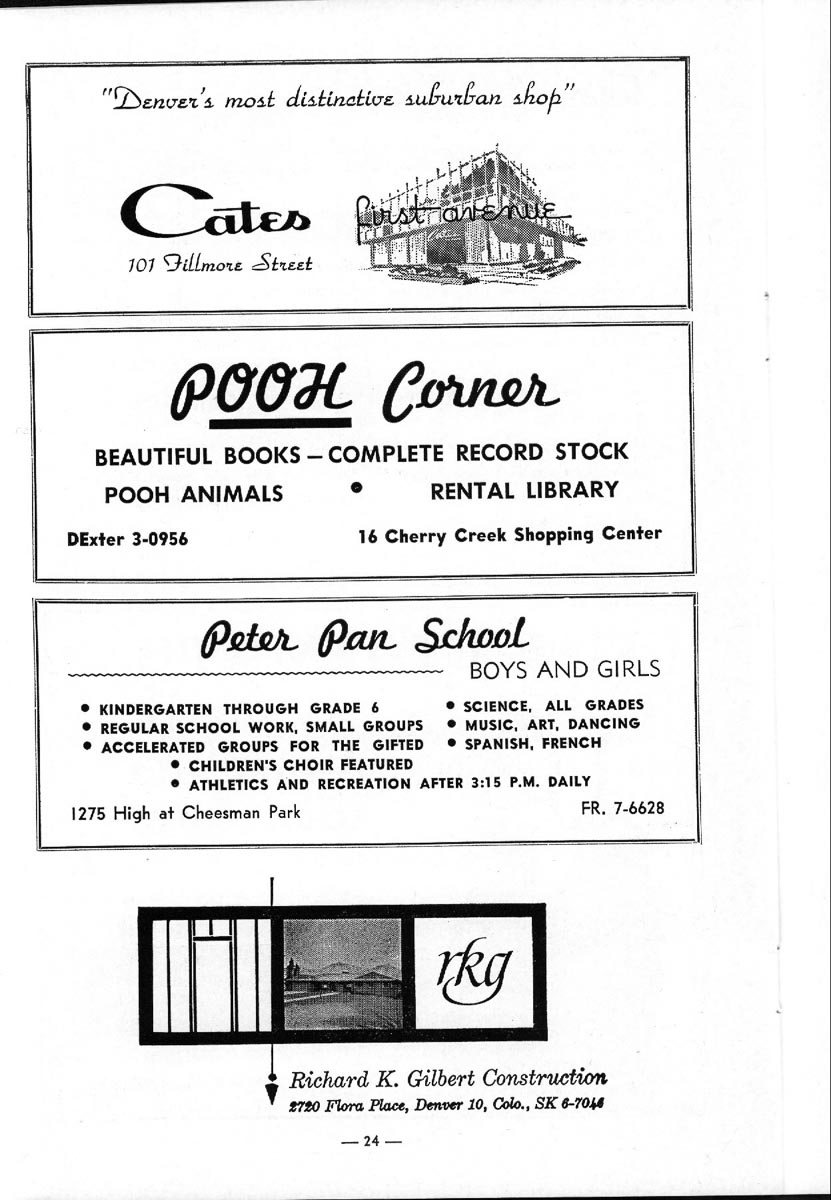 "Denver's most distinctive suburban shop"
Cates
first avenue
101 Fillmore Street
POOH Corner
BEAUTIFUL BOOKS — COMPLETE RECORD STOCK
POOH ANIMALS • RENTAL LIBRARY
DExter 3-0956 16 Cherry Creek Shopping Center
Peter Pan School
BOYS AND GIRLS
• KINDERGARTEN THROUGH GRADE 6 • SCIENCE, ALL GRADES
• REGULAR SCHOOL WORK, SMALL GROUPS • MUSIC, ART, DANCING
• ACCELERATED GROUPS FOR THE GIFTED • SPANISH, FRENCH
• CHILDREN'S CHOIR FEATURED
• ATHLETICS AND RECREATION AFTER 3:15 P.M. DAILY
1275 High at Cheesman Park FR. 7-6628
rkg
Richard K. Gilbert Construction
2720 Flora Place, Denver 10, Colo., SK 6-7046
— 24 —